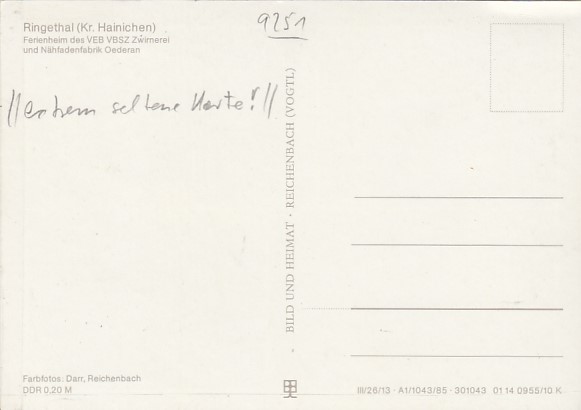 Ringethal (Kr. Hainichen)
Ferienheim des VEB VBSZ Zwirnerei
und Nähfadenfabrik Oederan
9251
//extrem seltene Karte!//
BILD UND HEIMAT · REICHENBACH (VOGTL)
Farbfotos: Darr, Reichenbach
DDR 0.20 M
III/26/13 · A1/1043/85 · 301043 01 14 0955/10 K